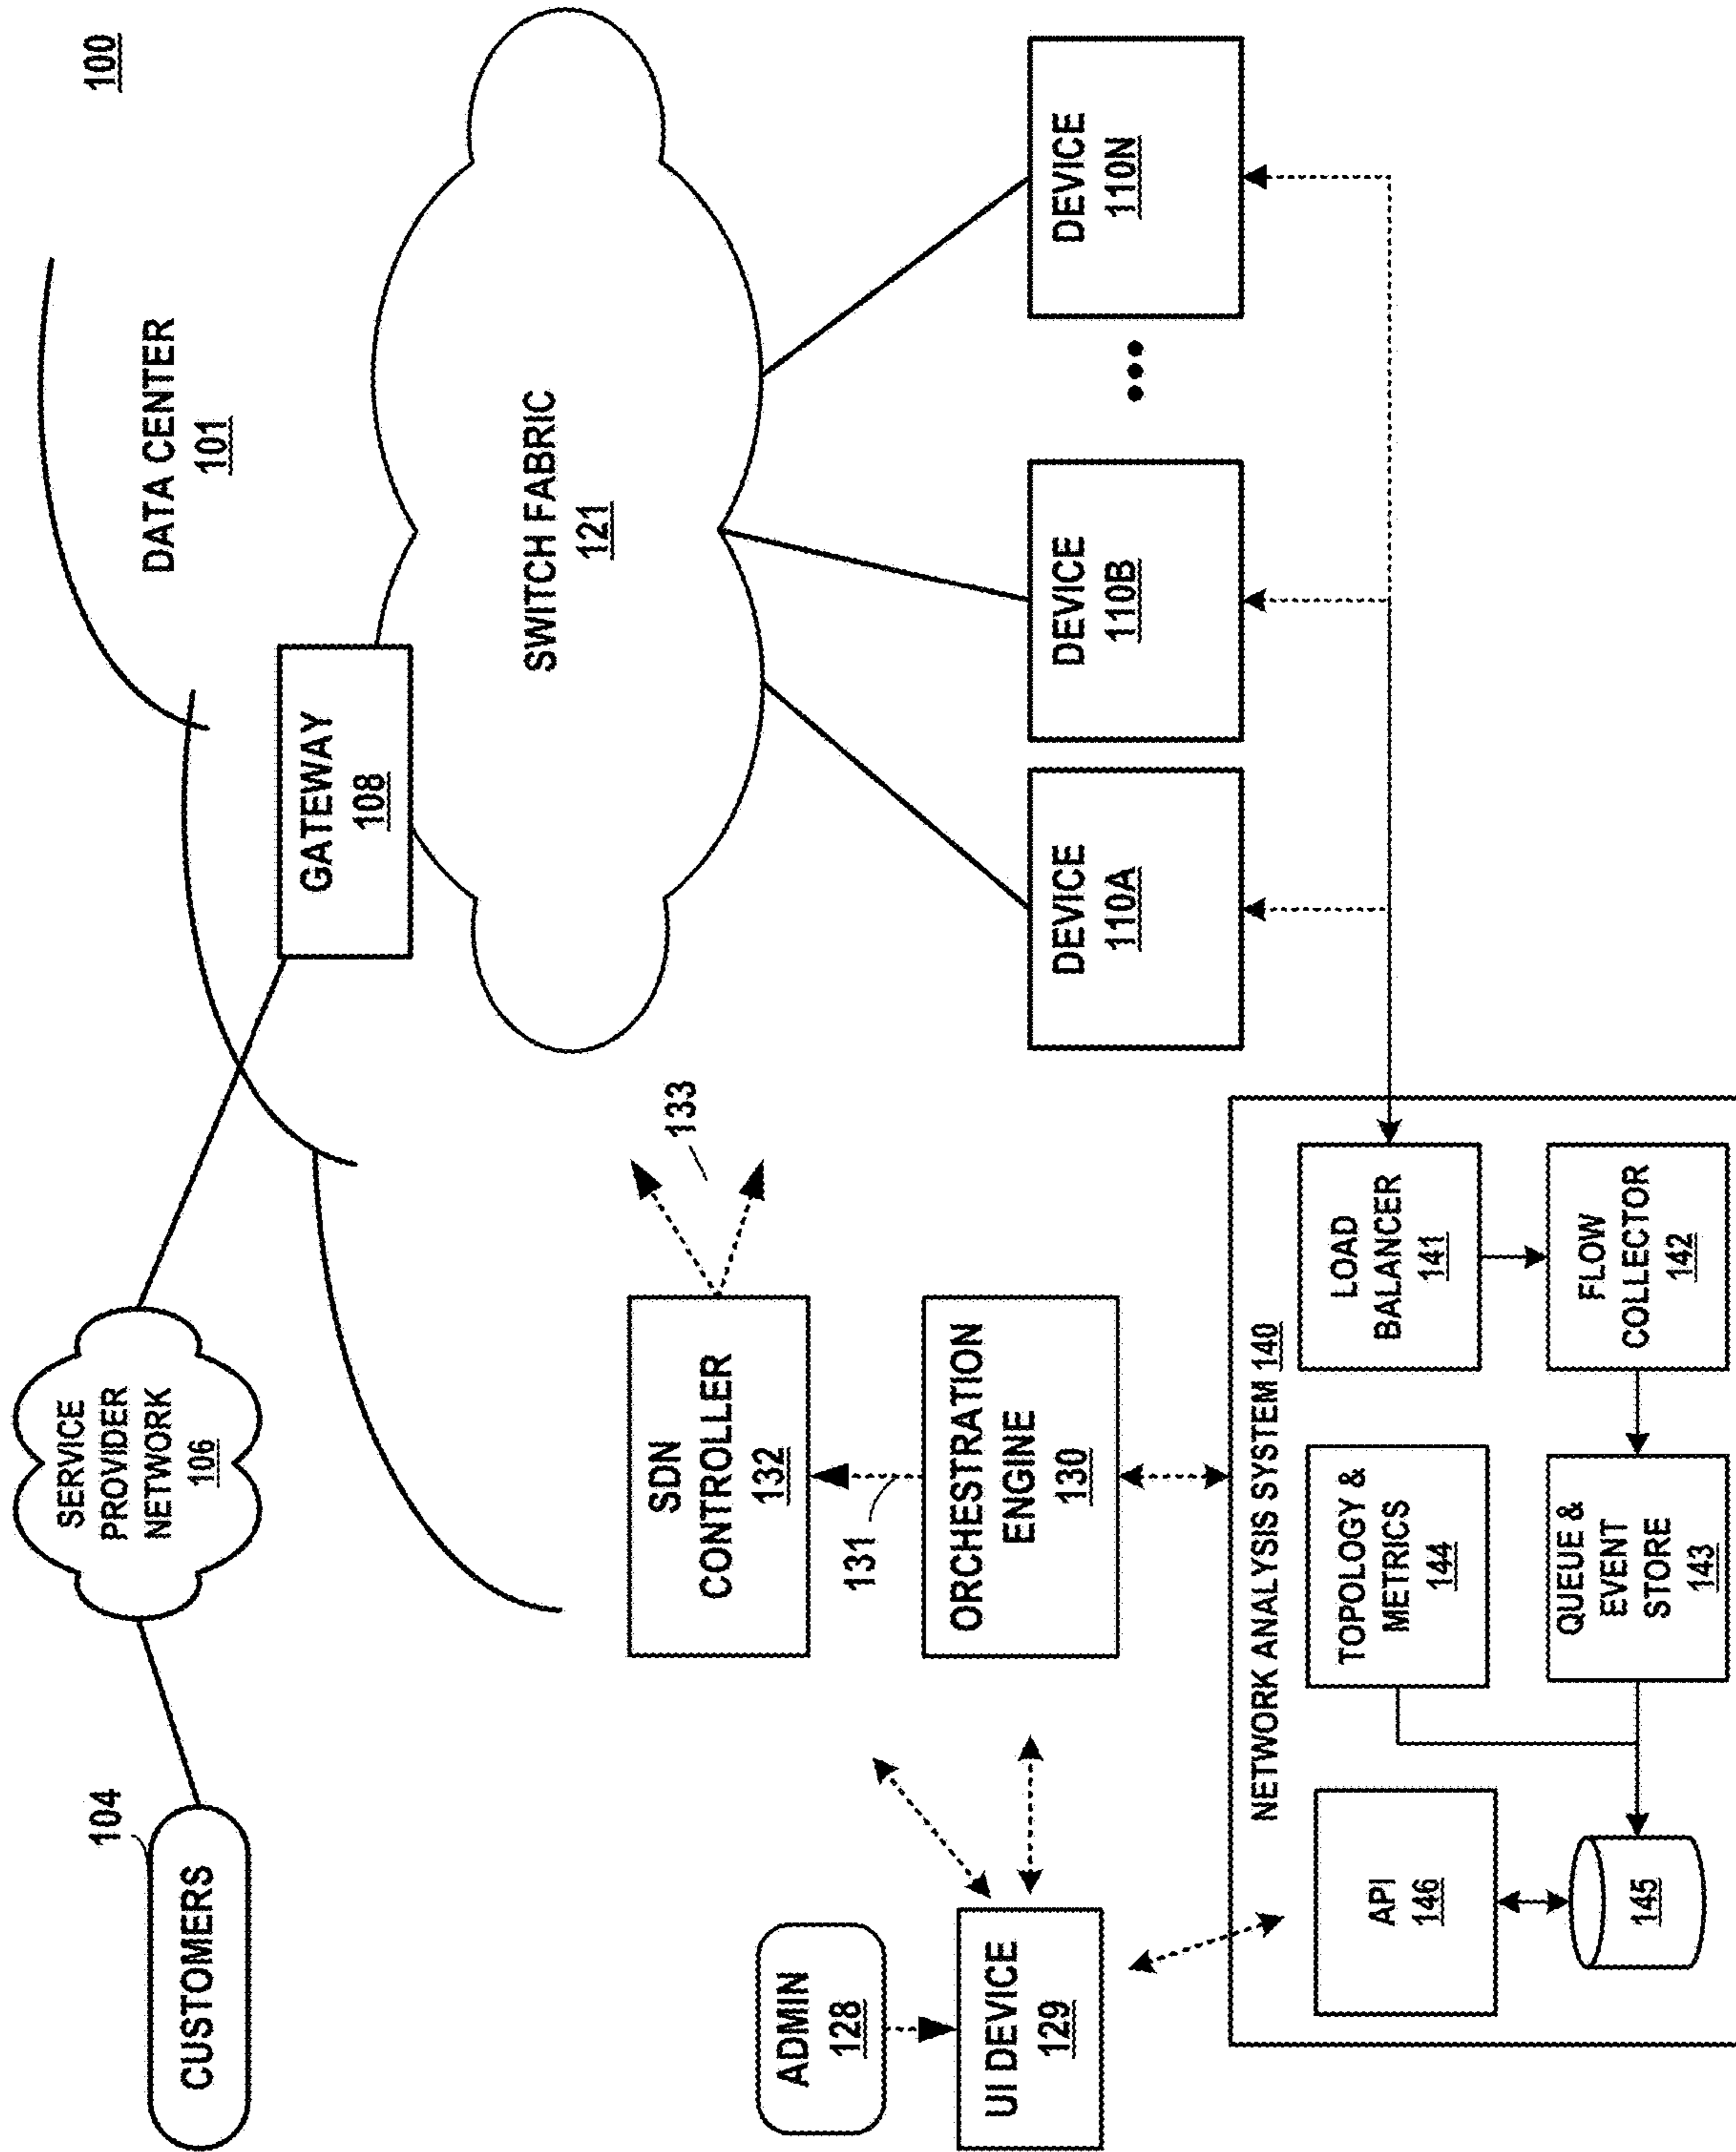 100
CUSTOMERS
104
SERVICE
PROVIDER
NETWORK
106
DATA CENTER
101
GATEWAY
108
SWITCH FABRIC
121
ADMIN
128
UI DEVICE
129
SDN
CONTROLLER
132
133
131
ORCHESTRATION
ENGINE
130
DEVICE
110A
DEVICE
110B
•••
DEVICE
110N
NETWORK ANALYSIS SYSTEM 140
API
146
TOPOLOGY &
METRICS
144
LOAD
BALANCER
141
145
QUEUE &
EVENT
STORE
143
FLOW
COLLECTOR
142